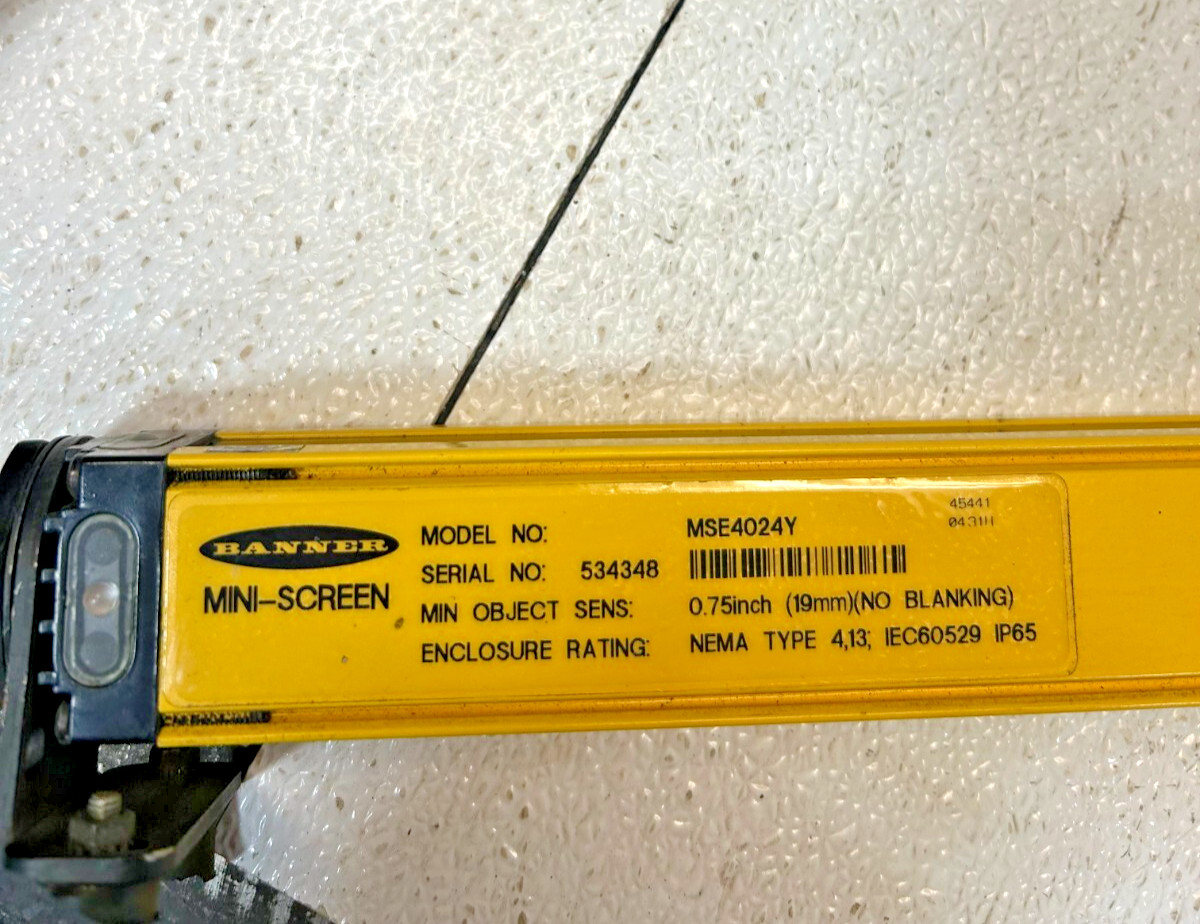 BANNER
MINI-SCREEN
MODEL NO: MSE4024Y
SERIAL NO: 534348
MIN OBJECT SENS: 0.75inch (19mm)(NO BLANKING)
ENCLOSURE RATING: NEMA TYPE 4,13; IEC60529 IP65
45441